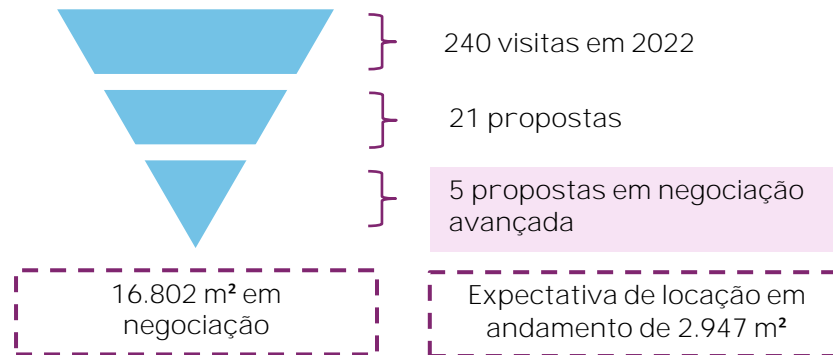 240 visitas em 2022
21 propostas
5 propostas em negociação
avançada
16.802 m² em
negociação
Expectativa de locação em
andamento de 2.947 m²